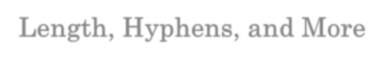 Length, Hyphens, and More